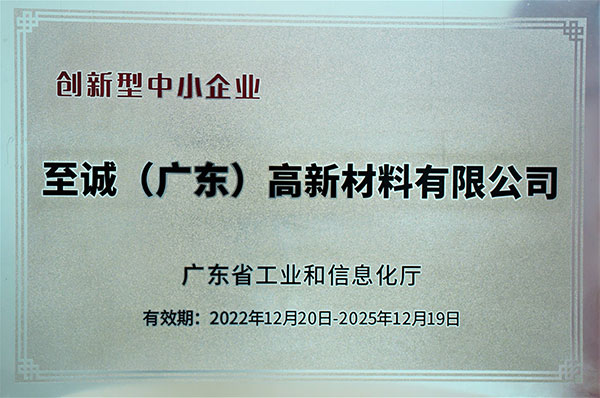 创新型中小企业
至诚（广东）高新材料有限公司
广东省工业和信息化厅
有效期：2022年12月20日-2025年12月19日